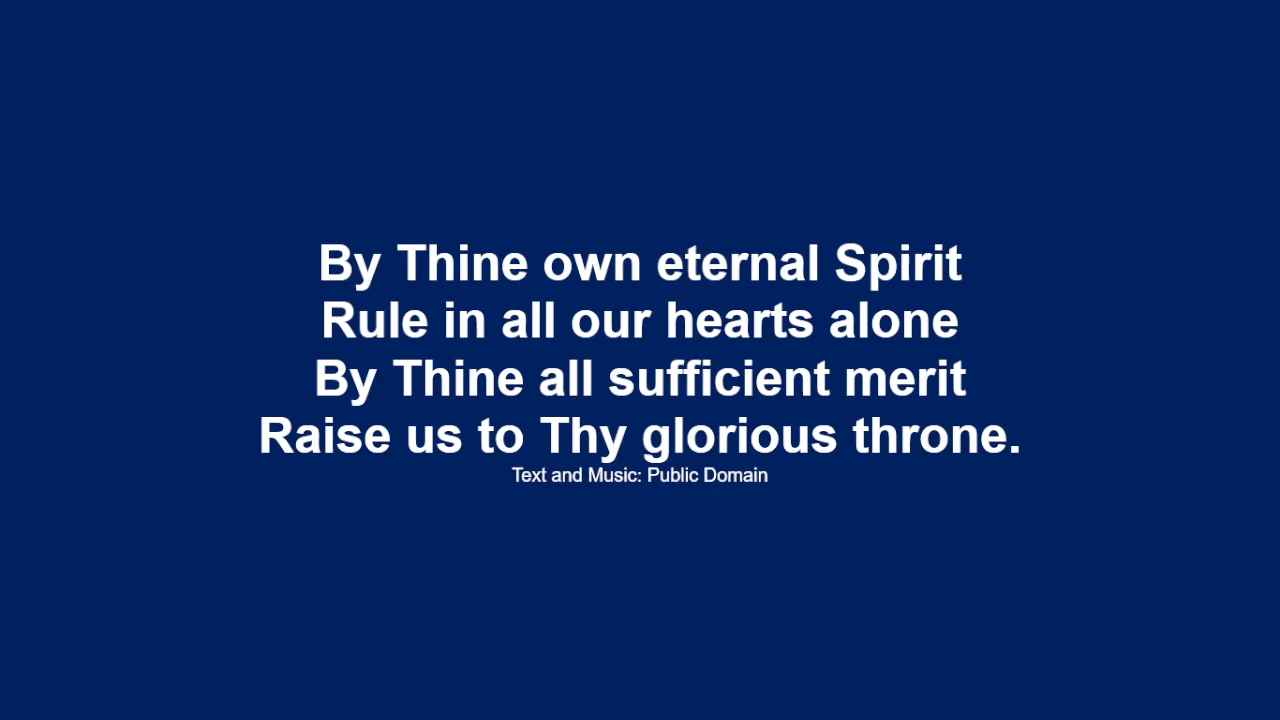 By Thine own eternal Spirit
Rule in all our hearts alone
By Thine all sufficient merit
Raise us to Thy glorious throne.
Text and Music: Public Domain